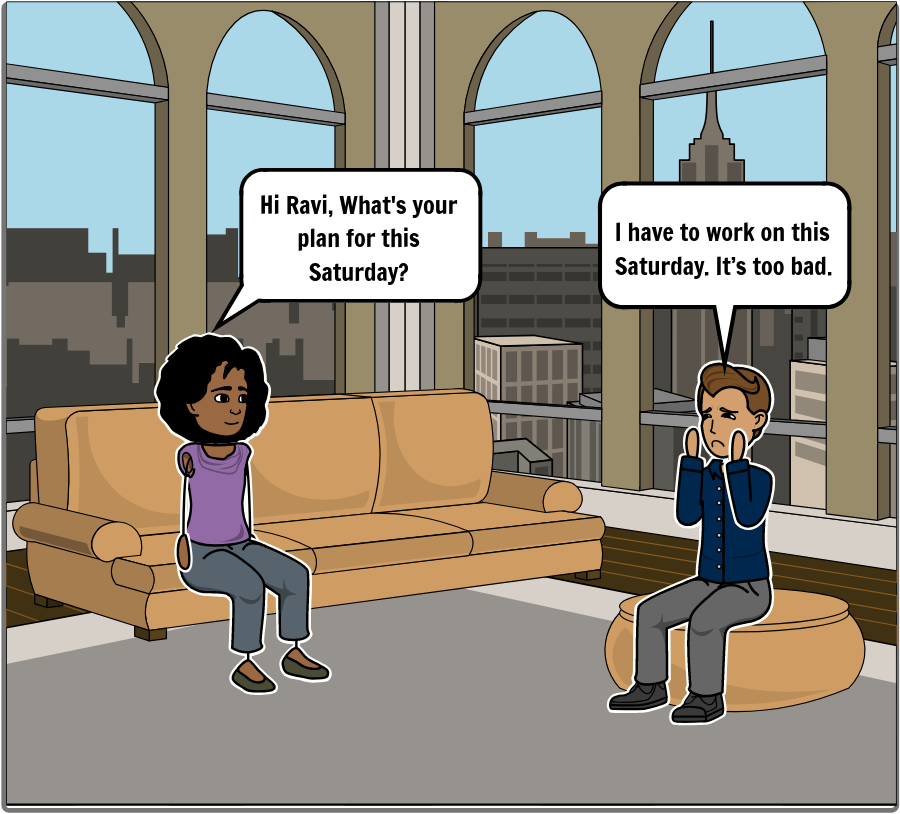 Hi Ravi, What's your
plan for this
Saturday?
I have to work on this
Saturday. It’s too bad.